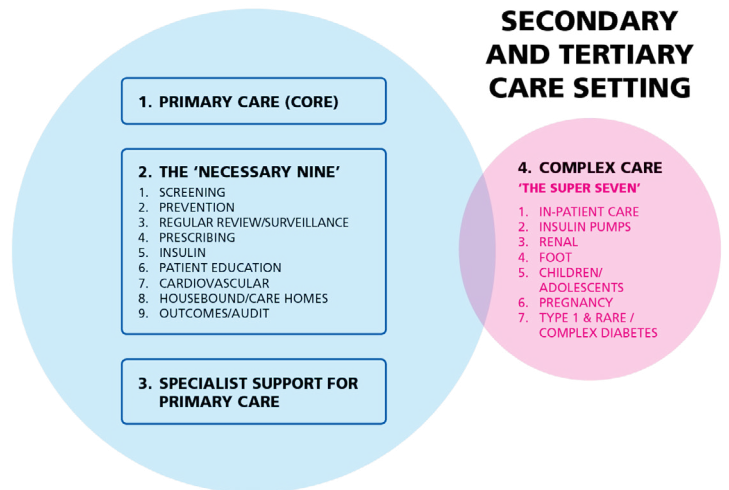 SECONDARY
AND TERTIARY
CARE SETTING
1. PRIMARY CARE (CORE)
2. THE ‘NECESSARY NINE’
1. SCREENING
2. PREVENTION
3. REGULAR REVIEW/SURVEILLANCE
4. PRESCRIBING
5. INSULIN
6. PATIENT EDUCATION
7. CARDIOVASCULAR
8. HOUSEBOUND/CARE HOMES
9. OUTCOMES/AUDIT
3. SPECIALIST SUPPORT FOR
PRIMARY CARE
4. COMPLEX CARE
‘THE SUPER SEVEN’
1. IN-PATIENT CARE
2. INSULIN PUMPS
3. RENAL
4. FOOT
5. CHILDREN/
ADOLESCENTS
6. PREGNANCY
7. TYPE 1 & RARE /
COMPLEX DIABETES